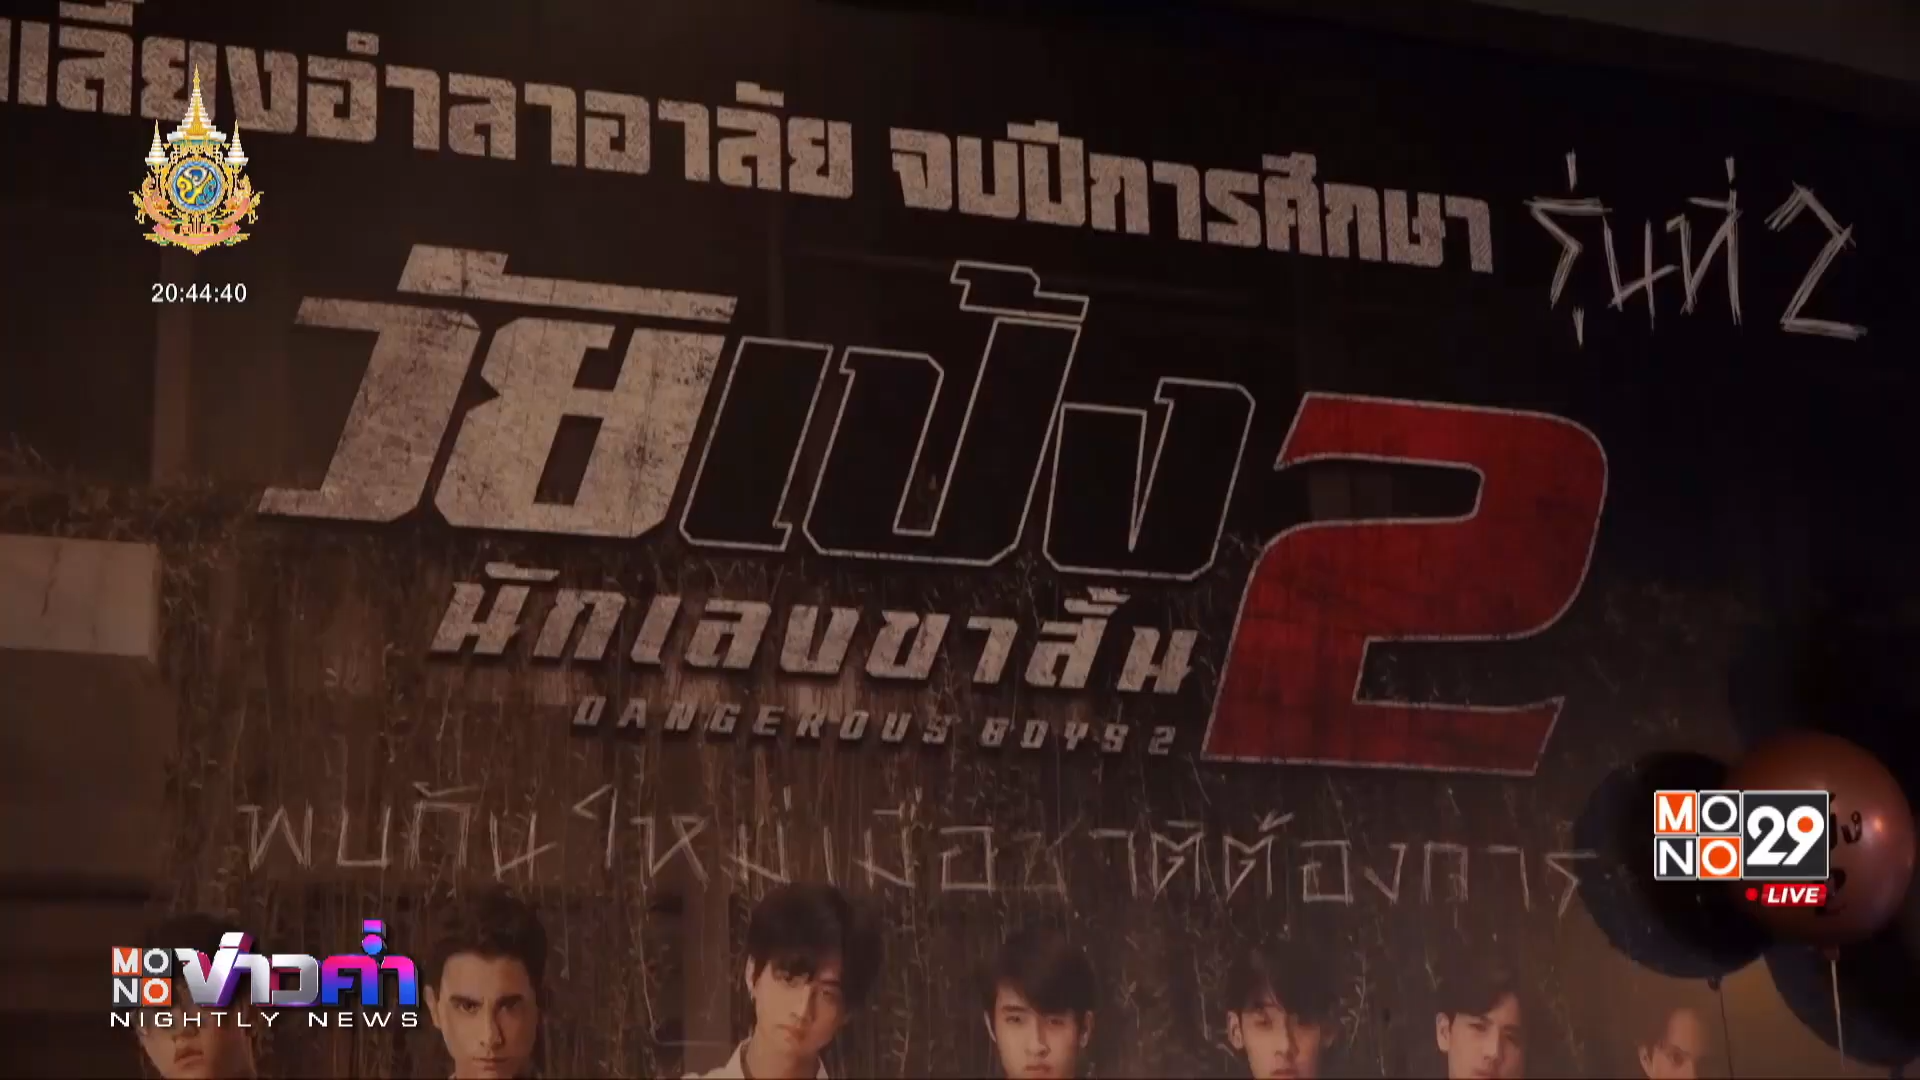 เลี้ยงอำลาอาลัย จบปีการศึกษา รุ่นที่ 2
20:44:40
วัยเป้ง 2
นักเลงขาสั้น
DANGEROUS BOYS 2
พบกันใหม่เมื่อชาติต้องการ
MONO 29
LIVE
MONO ข่าวค่ำ
NIGHTLY NEWS